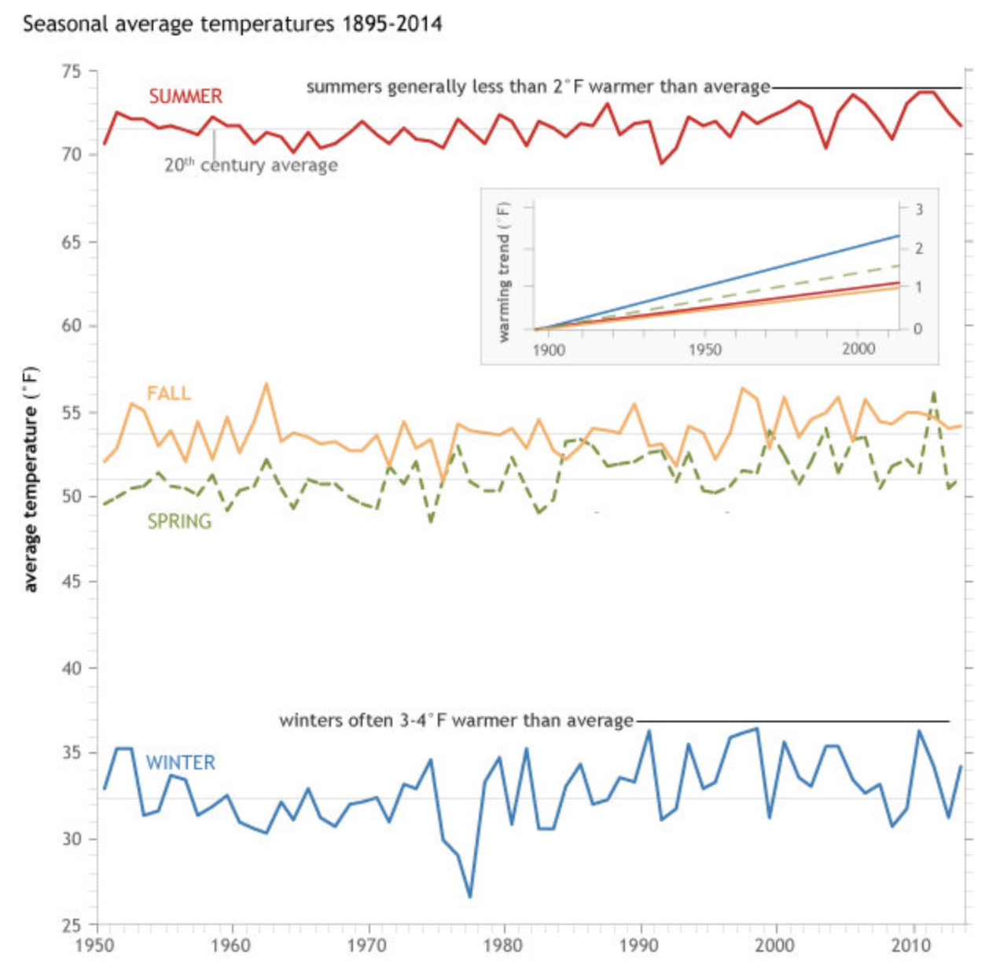 Seasonal average temperatures 1895-2014
75
summers generally less than 2°F warmer than average
SUMMER
70
20th century average
65
warming trend (°F)
3
2
1
0
1900 1950 2000
60
FALL
55
average temperature (°F)
50
SPRING
45
40
winters often 3-4°F warmer than average
35
WINTER
30
25
1950 1960 1970 1980 1990 2000 2010